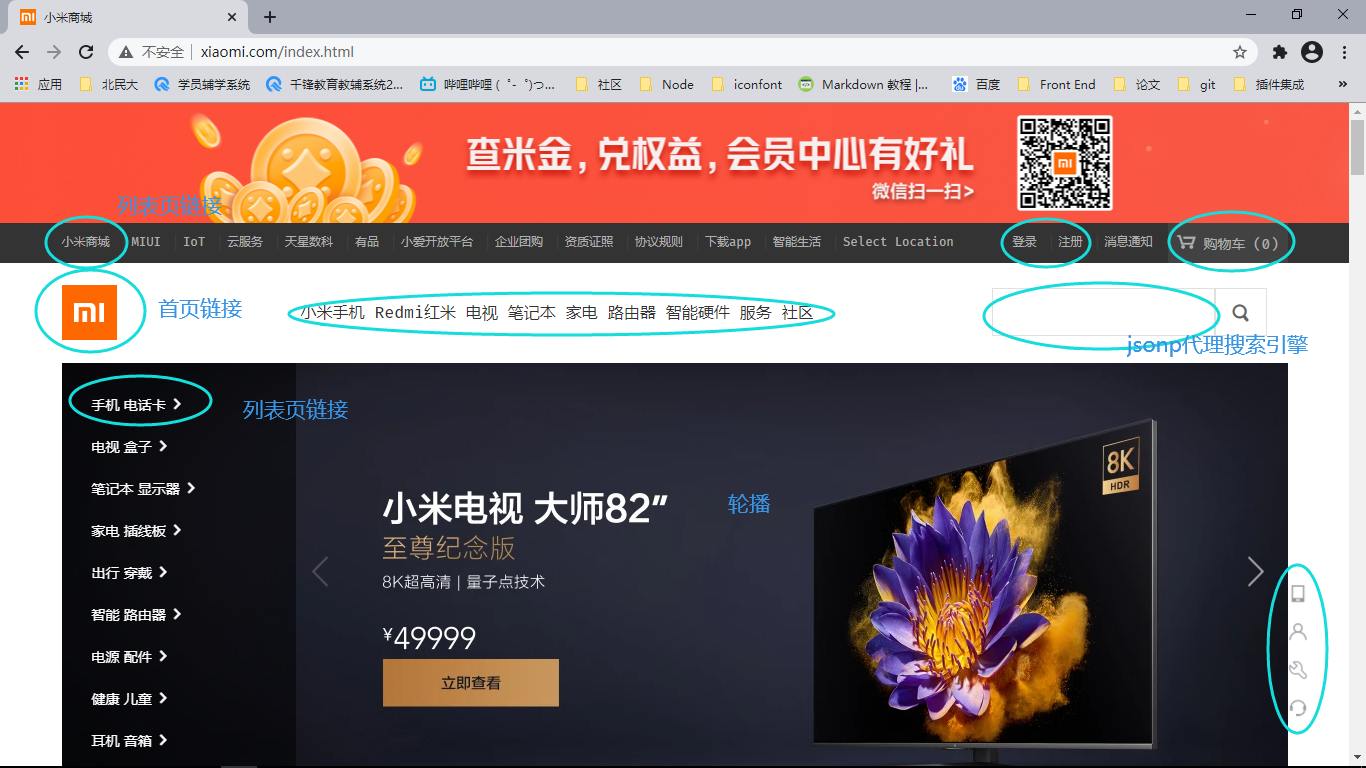 小米商城
不安全 xiaomi.com/index.html
应用 北民大 学员辅学系统 千锋教育教辅系统2... 哔哩哔哩 ( ゜- ゜)つ... 社区 Node iconfont Markdown 教程 |... 百度 Front End 论文 git 插件集成 »
查米金，兑权益，会员中心有好礼
微信扫一扫>
mi
列表页链接
小米商城 MIUI IoT 云服务 天星数科 有品 小爱开放平台 企业团购 资质证照 协议规则 下载app 智能生活 Select Location 登录 注册 消息通知 购物车 (0)
mi 首页链接 小米手机 Redmi红米 电视 笔记本 家电 路由器 智能硬件 服务 社区
jsonp代理搜索引擎
手机 电话卡
列表页链接
电视 盒子
笔记本 显示器
家电 插线板
出行 穿戴
智能 路由器
电源 配件
健康 儿童
耳机 音箱
小米电视 大师82″
轮播
至尊纪念版
8K超高清 | 量子点技术
¥49999
立即查看
8K
HDR